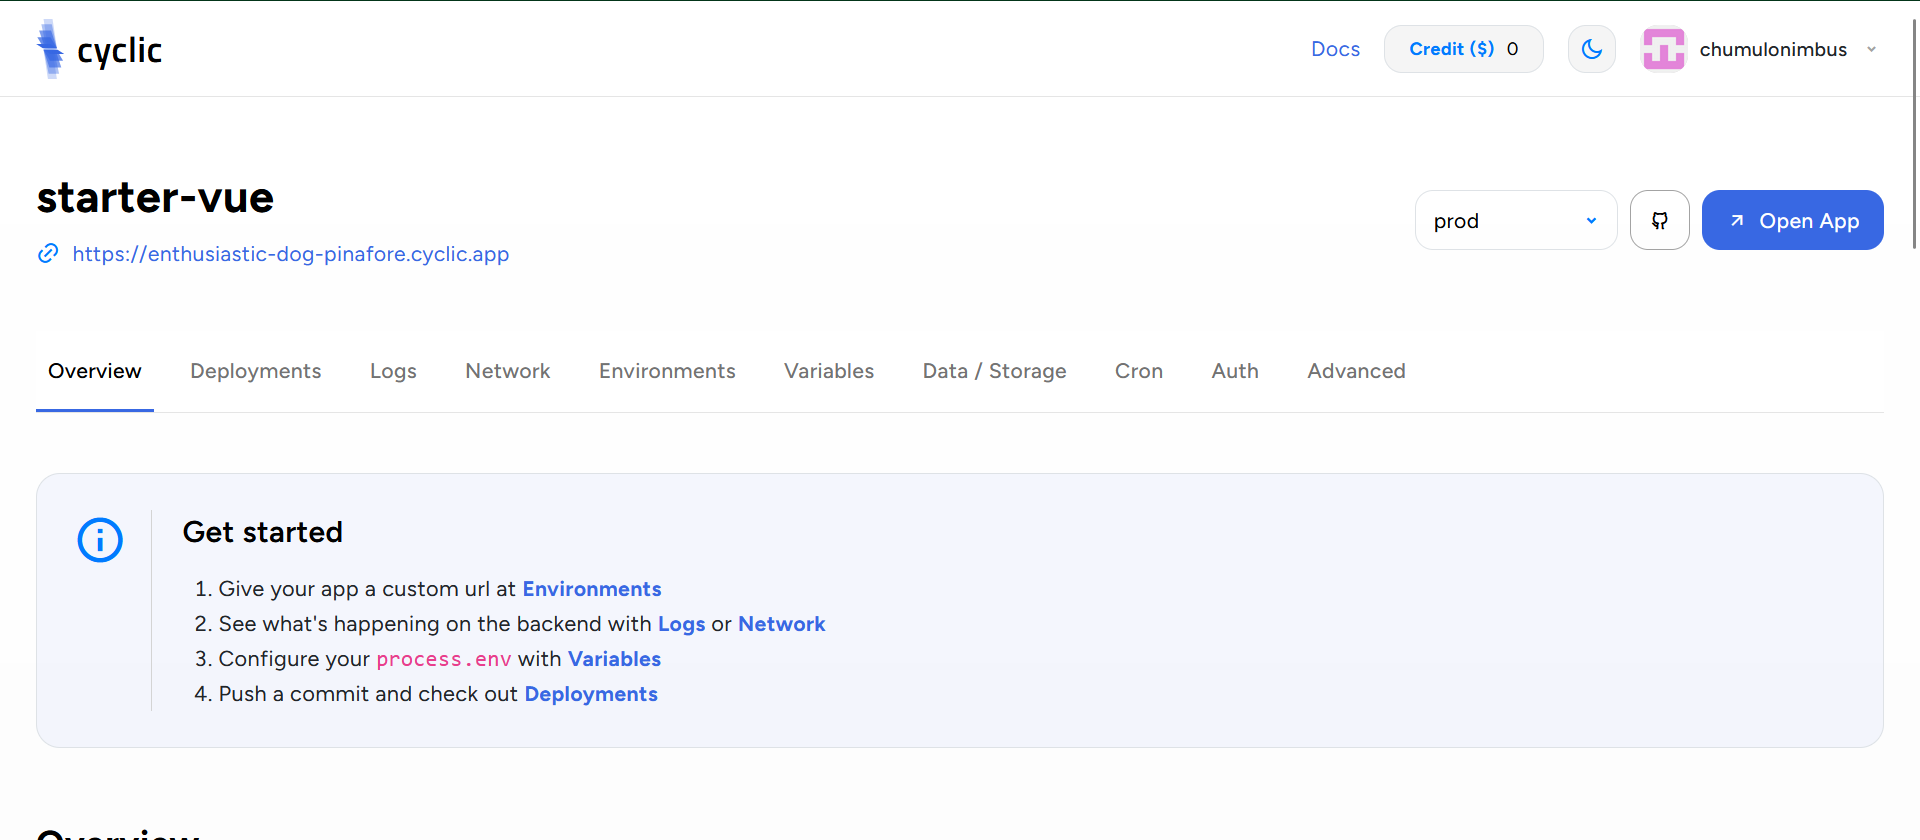 cyclic
Docs
Credit ($) 0
chumulonimbus
starter-vue
https://enthusiastic-dog-pinafore.cyclic.app
prod
Open App
Overview Deployments Logs Network Environments Variables Data / Storage Cron Auth Advanced
Get started
1. Give your app a custom url at Environments
2. See what's happening on the backend with Logs or Network
3. Configure your process.env with Variables
4. Push a commit and check out Deployments
Overview